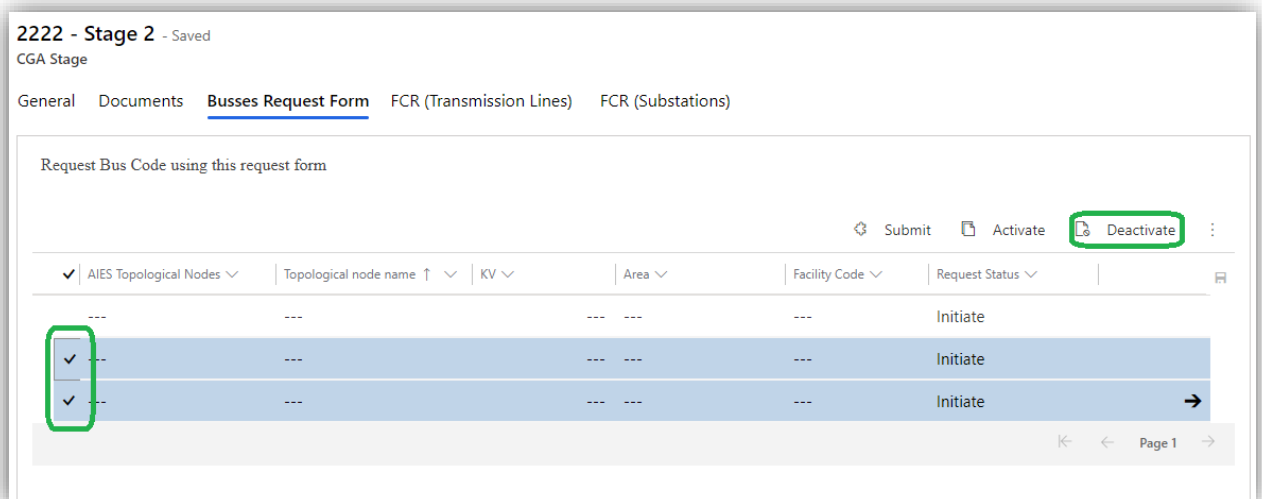 2222 - Stage 2 - Saved
CGA Stage
General Documents Busses Request Form FCR (Transmission Lines) FCR (Substations)
Request Bus Code using this request form
Submit Activate Deactivate
AIES Topological Nodes Topological node name ↑ KV Area Facility Code Request Status
--- --- --- --- --- Initiate
--- --- --- --- --- Initiate
--- --- --- --- --- Initiate
Page 1